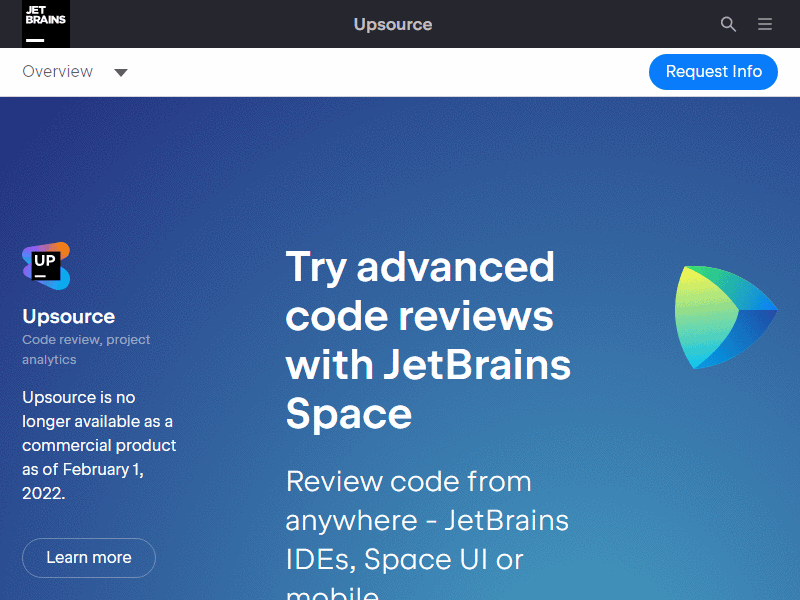 JET
BRAINS
Upsource
Overview
Request Info
UP
Upsource
Code review, project
analytics
Upsource is no
longer available as a
commercial product
as of February 1,
2022.
Learn more
Try advanced
code reviews
with JetBrains
Space
Review code from
anywhere - JetBrains
IDEs, Space UI or
mobile